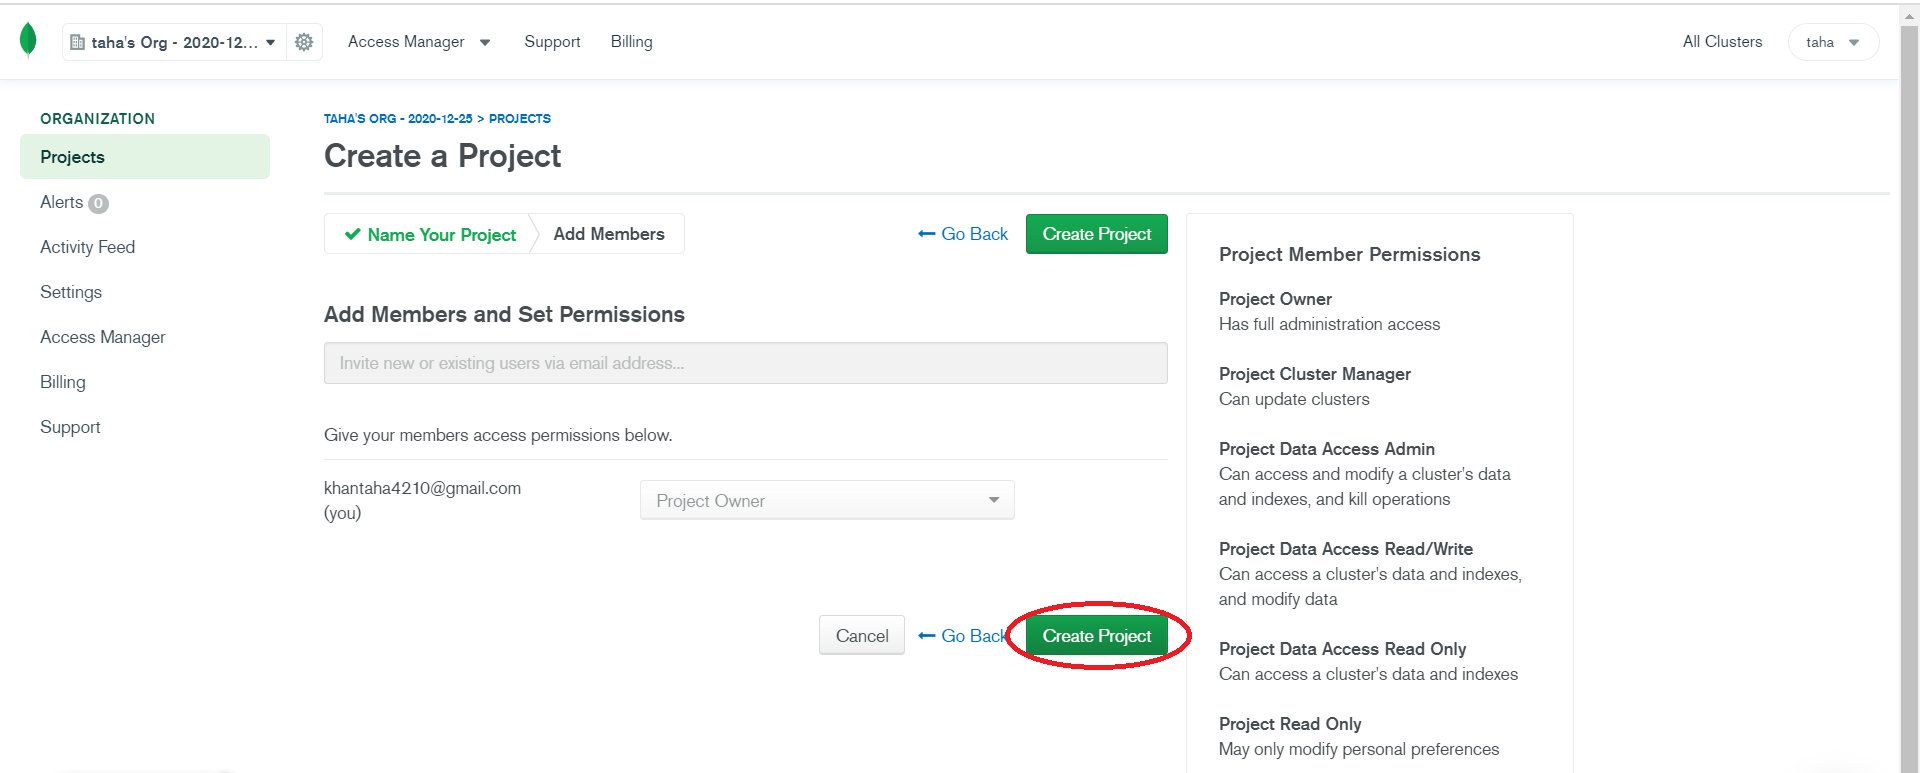 taha's Org - 2020-12...
Access Manager
Support
Billing
All Clusters
taha
ORGANIZATION
Projects
Alerts 0
Activity Feed
Settings
Access Manager
Billing
Support
TAHA'S ORG - 2020-12-25 > PROJECTS
Create a Project
Name Your Project
Add Members
Go Back
Create Project
Add Members and Set Permissions
Invite new or existing users via email address...
Give your members access permissions below.
khantaha4210@gmail.com
(you)
Project Owner
Cancel
Go Back
Create Project
Project Member Permissions
Project Owner
Has full administration access
Project Cluster Manager
Can update clusters
Project Data Access Admin
Can access and modify a cluster's data
and indexes, and kill operations
Project Data Access Read/Write
Can access a cluster's data and indexes,
and modify data
Project Data Access Read Only
Can access a cluster's data and indexes
Project Read Only
May only modify personal preferences